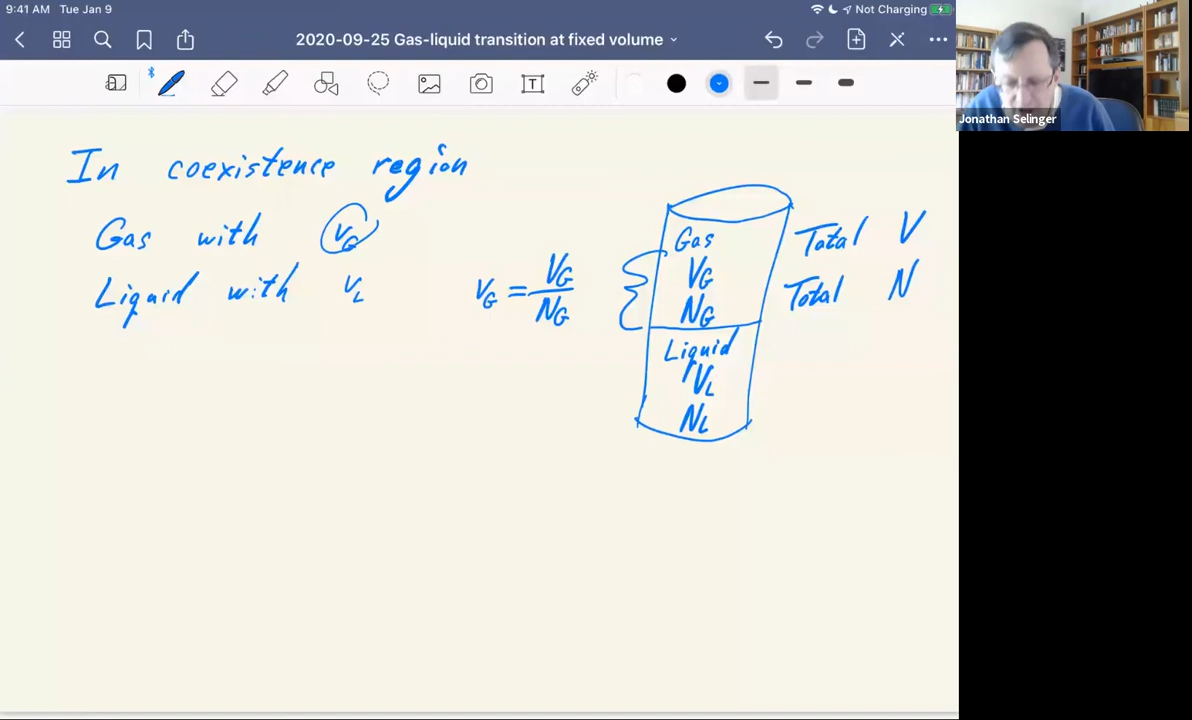 9:41 AM Tue Jan 9
Not Charging
2020-09-25 Gas-liquid transition at fixed volume
T
Jonathan Selinger
In coexistence region
Gas with v_G
Liquid with v_L
v_G = V_G / N_G
Gas
V_G
N_G
Liquid
V_L
N_L
Total V
Total N